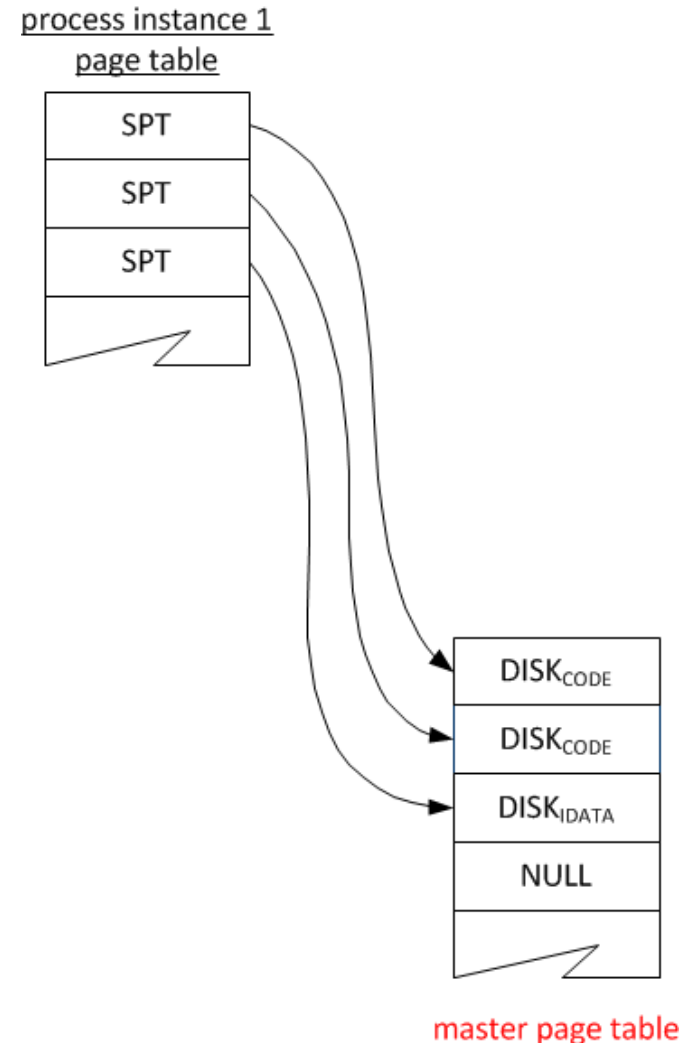 process instance 1
page table
SPT
SPT
SPT
DISKCODE
DISKCODE
DISKIDATA
NULL
master page table